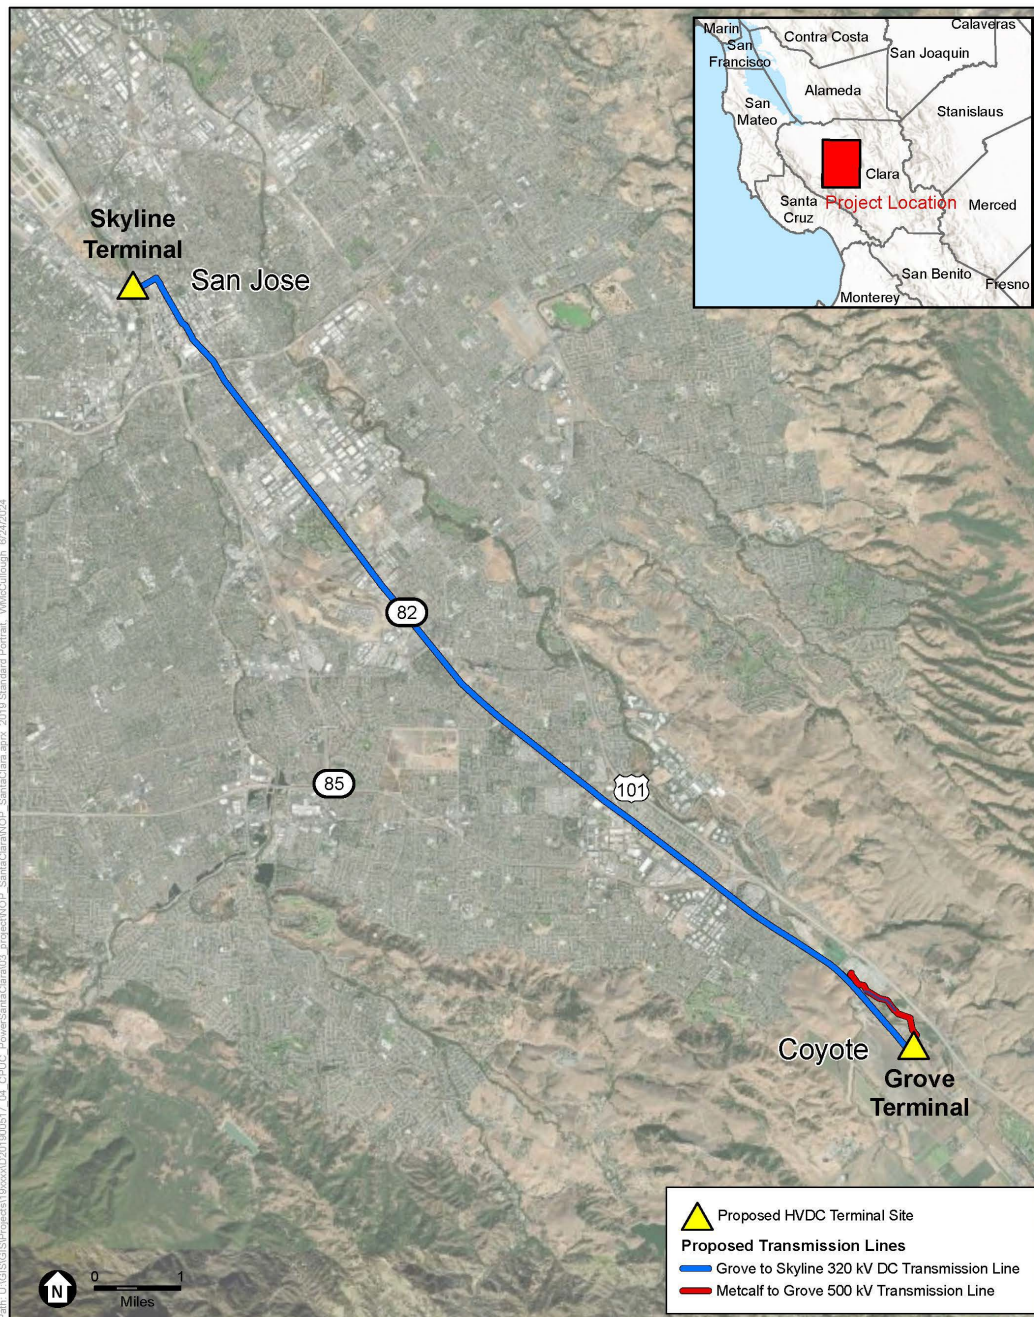 Calaveras
Marin
Contra Costa
San
Francisco
San Joaquin
Alameda
San
Mateo
Stanislaus
Clara
Santa
Cruz
Project Location
Merced
San Benito
Fresno
Monterey
Skyline
Terminal
San Jose
82
85
101
Coyote
Grove
Terminal
Proposed HVDC Terminal Site
Proposed Transmission Lines
Grove to Skyline 320 kV DC Transmission Line
Metcalf to Grove 500 kV Transmission Line
N
0 1
Miles